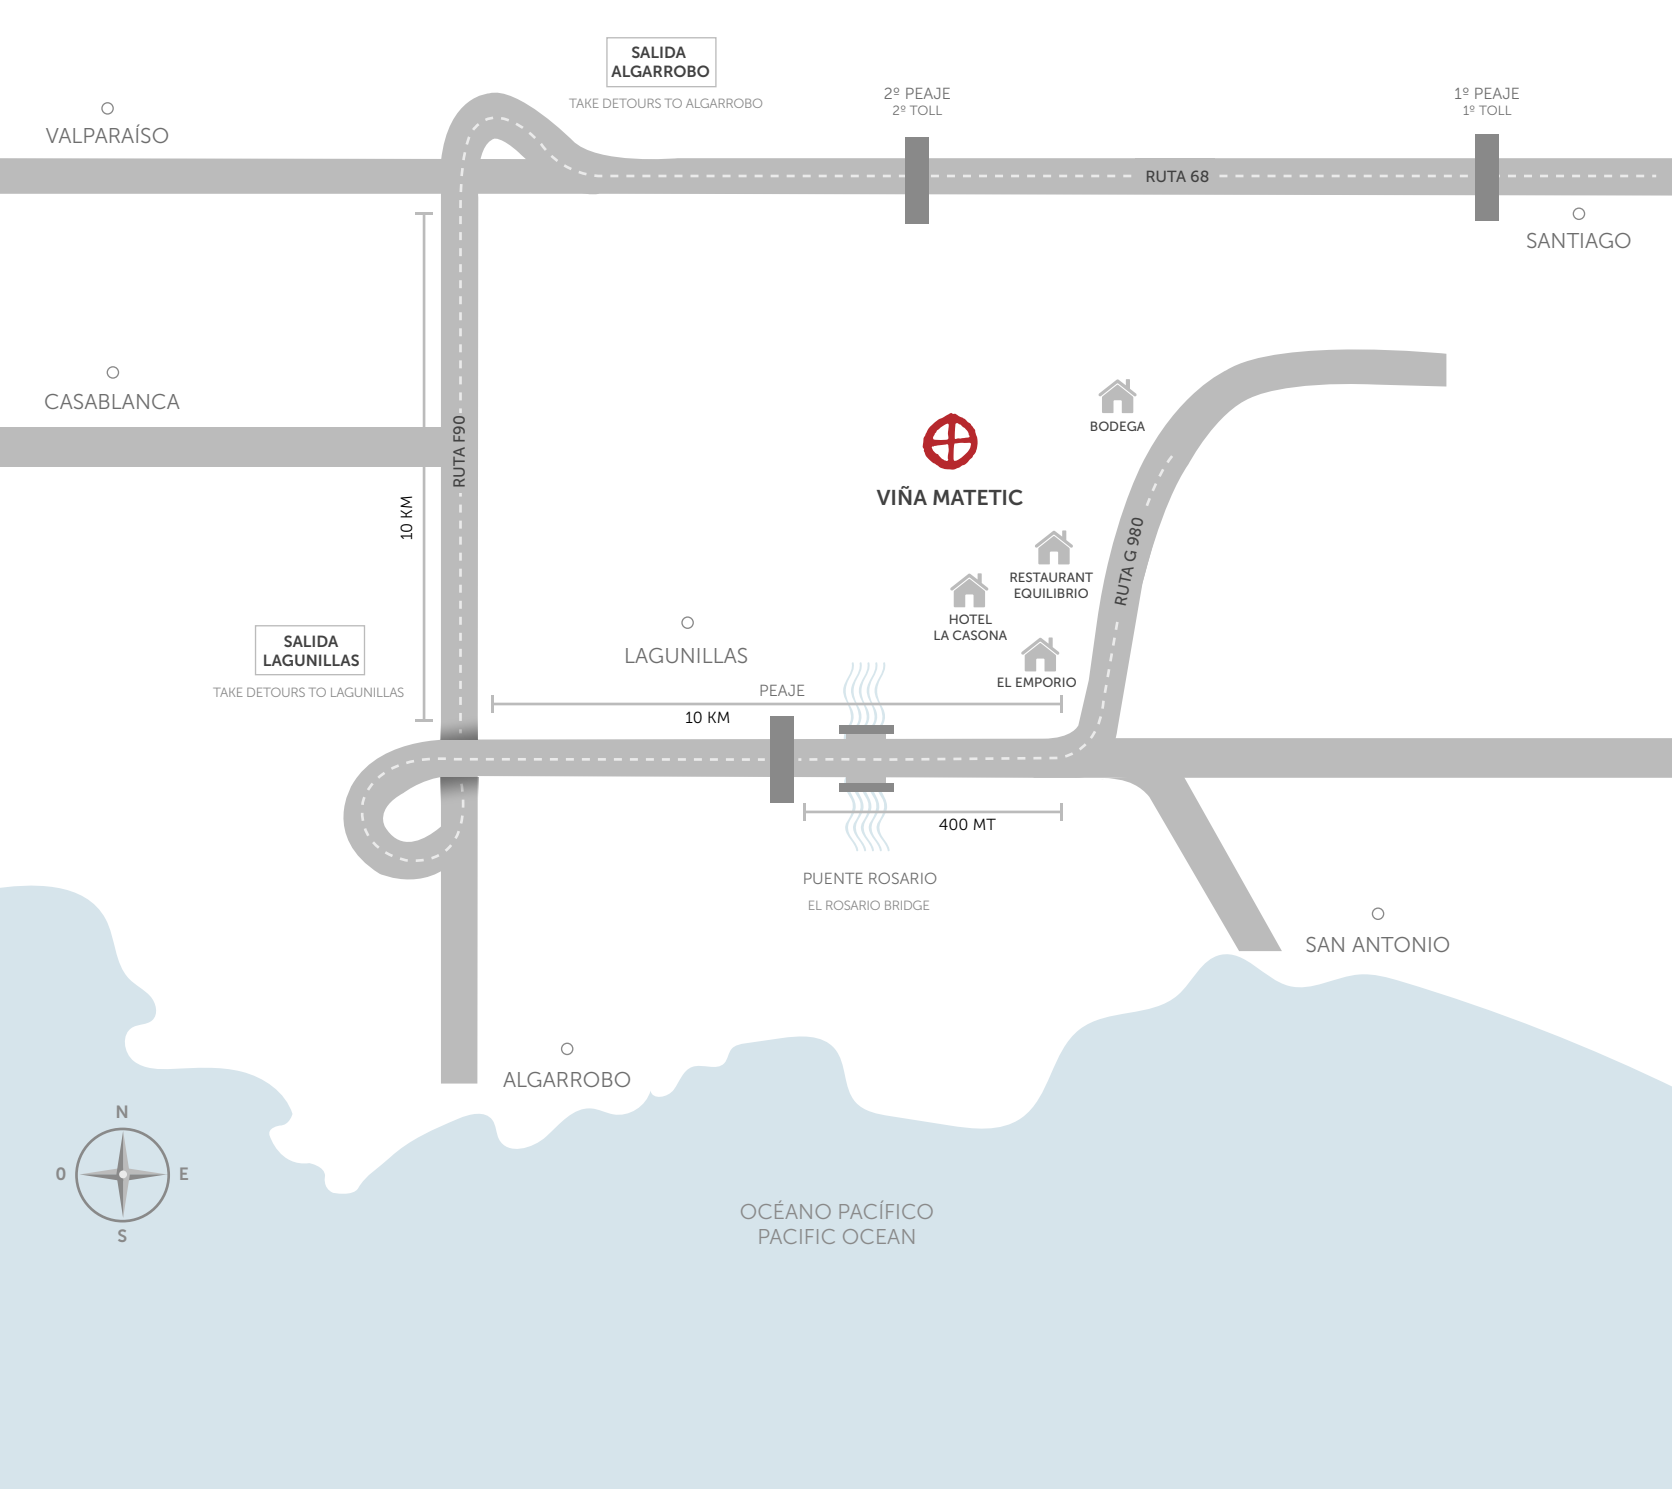 SALIDA
ALGARROBO
TAKE DETOURS TO ALGARROBO
2º PEAJE
2º TOLL
1º PEAJE
1º TOLL
VALPARAÍSO
RUTA 68
SANTIAGO
CASABLANCA
RUTA F90
10 KM
BODEGA
VIÑA MATETIC
RUTA G 980
RESTAURANT
EQUILIBRIO
HOTEL
LA CASONA
EL EMPORIO
SALIDA
LAGUNILLAS
TAKE DETOURS TO LAGUNILLAS
LAGUNILLAS
PEAJE
10 KM
400 MT
PUENTE ROSARIO
EL ROSARIO BRIDGE
SAN ANTONIO
ALGARROBO
N
0
E
S
OCÉANO PACÍFICO
PACIFIC OCEAN